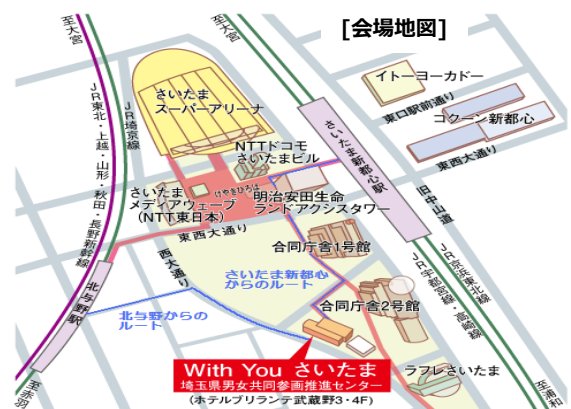 [会場地図]
至大宮
至大宮
JR東北・上越・山形・秋田・長野新幹線
JR埼京線
さいたま
スーパーアリーナ
NTTドコモ
さいたまビル
さいたま新都心駅
イトーヨーカドー
東口駅前通り
コクーン新都心
東西大通り
旧中山道
さいたま
メディアウェーブ
(NTT東日本)
けやきひろば
明治安田生命
ランドアクシスタワー
東西大通り
西大通り
合同庁舎1号館
さいたま新都心
からのルート
北与野駅
北与野からの
ルート
合同庁舎2号館
JR京浜東北線
JR宇都宮線・高崎線
With You さいたま
埼玉県男女共同参画推進センター
(ホテルブリランテ武蔵野3・4F)
ラフレさいたま
至赤羽
至浦和